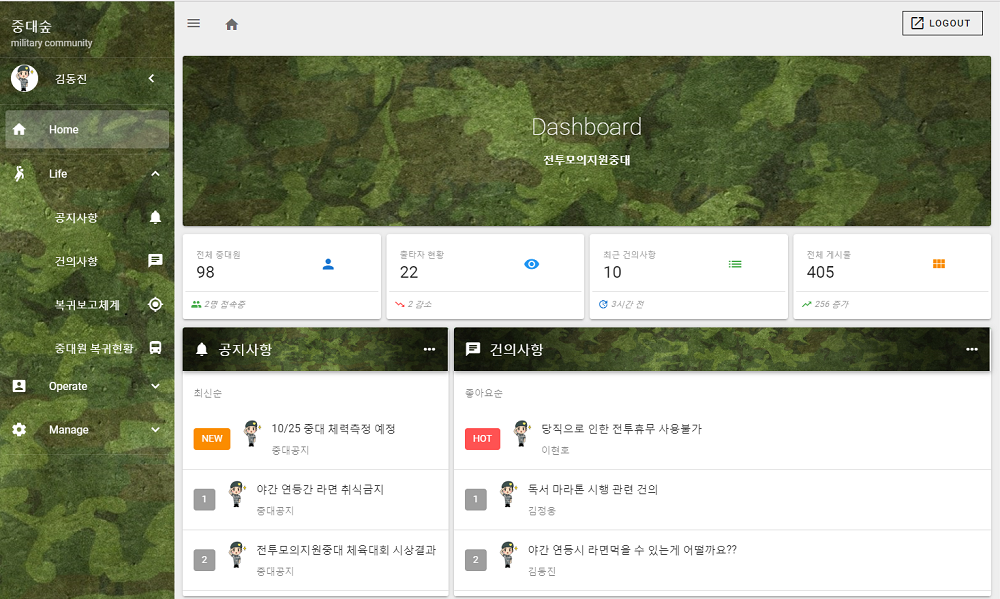 중대숲
military community
김동진
Home
Life
공지사항
건의사항
복귀보고체계
중대원 복귀현황
Operate
Manage
LOGOUT
Dashboard
전투모의지원중대
전체 중대원
98
2명 접속중
출타자 현황
22
2 감소
최근 건의사항
10
3시간 전
전체 게시물
405
256 증가
공지사항
최신순
NEW
10/25 중대 체력측정 예정
중대공지
1
야간 연등간 라면 취식금지
중대공지
2
전투모의지원중대 체육대회 시상결과
중대공지
건의사항
좋아요순
HOT
당직으로 인한 전투휴무 사용불가
이현호
1
독서 마라톤 시행 관련 건의
김정웅
2
야간 연등시 라면먹을 수 있는게 어떨까요??
김동진